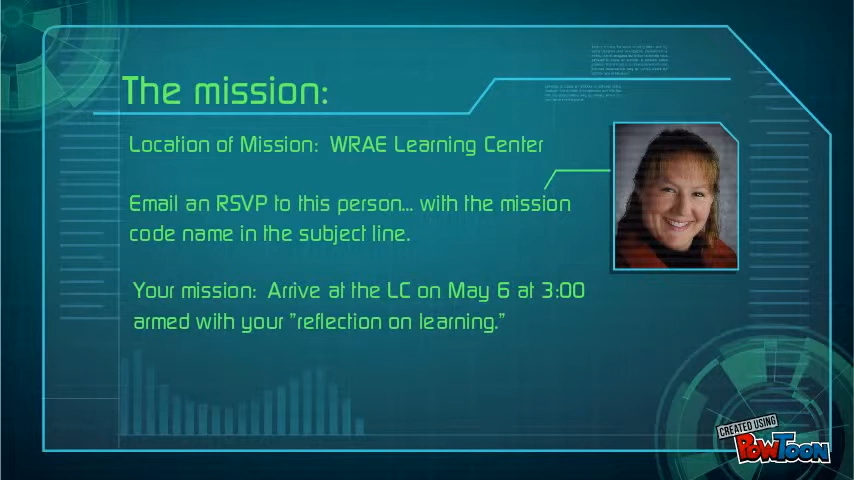 The mission:
Location of Mission: WRAE Learning Center
Email an RSVP to this person... with the mission
code name in the subject line.
Your mission: Arrive at the LC on May 6 at 3:00
armed with your "reflection on learning."
CREATED USING
POWTOON